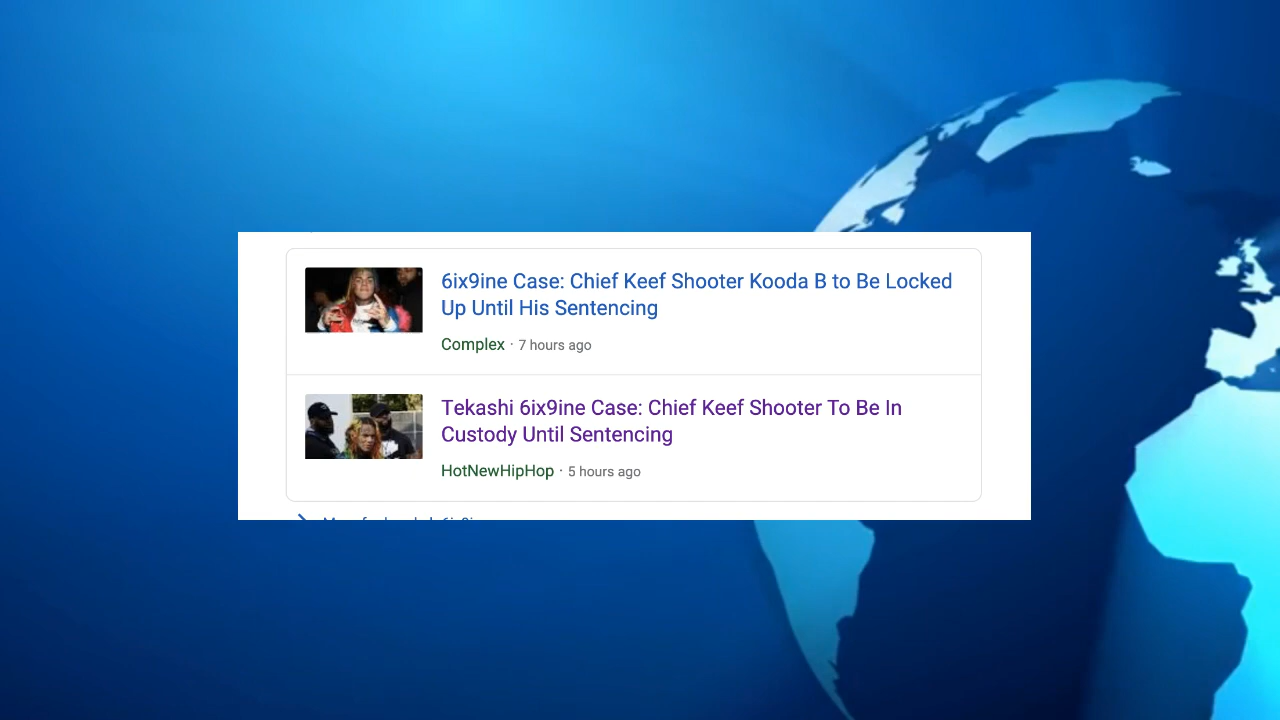 6ix9ine Case: Chief Keef Shooter Kooda B to Be Locked
Up Until His Sentencing
Complex · 7 hours ago
Tekashi 6ix9ine Case: Chief Keef Shooter To Be In
Custody Until Sentencing
HotNewHipHop · 5 hours ago